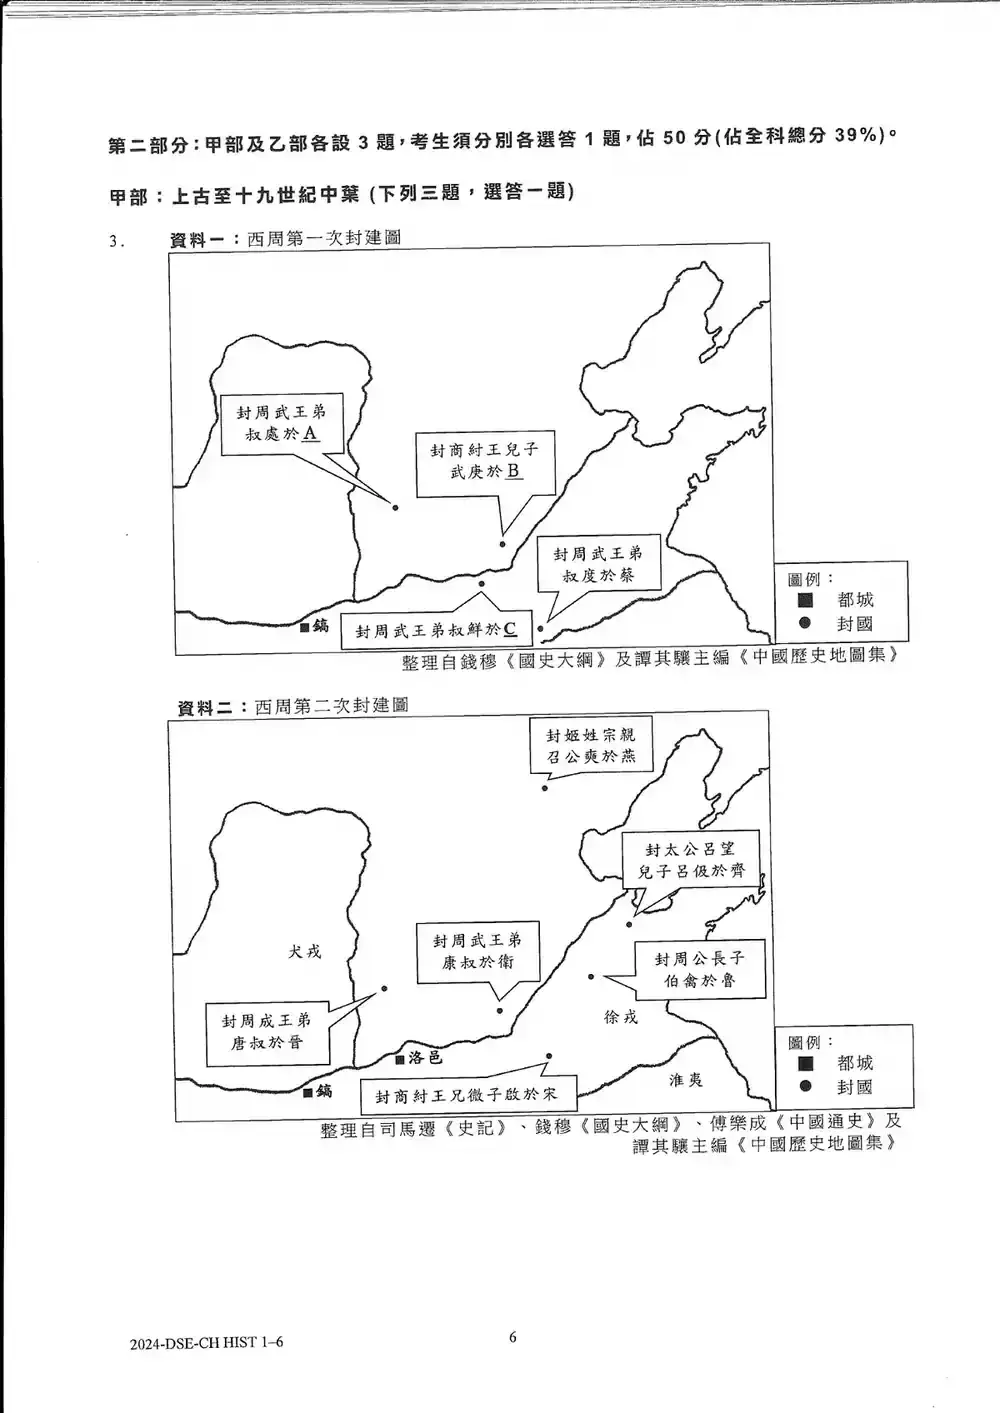 第二部分：甲部及乙部各設 3 題，考生須分別各選答 1 題，佔 50 分(佔全科總分 39%)。
甲部：上古至十九世紀中葉 (下列三題，選答一題)
3. 資料一：西周第一次封建圖
封周武王弟
叔處於A
封商紂王兒子
武庚於B
封周武王弟
叔度於蔡
鎬
封周武王弟叔鮮於C
圖例：
都城
封國
整理自錢穆《國史大綱》及譚其驤主編《中國歷史地圖集》
資料二：西周第二次封建圖
封姬姓宗親
召公奭於燕
封太公呂望
兒子呂伋於齊
犬戎
封周武王弟
康叔於衛
封周公長子
伯禽於魯
封周成王弟
唐叔於晉
徐戎
洛邑
鎬
封商紂王兄微子啟於宋
淮夷
圖例：
都城
封國
整理自司馬遷《史記》、錢穆《國史大綱》、傅樂成《中國通史》及
譚其驤主編《中國歷史地圖集》
2024-DSE-CH HIST 1–6
6